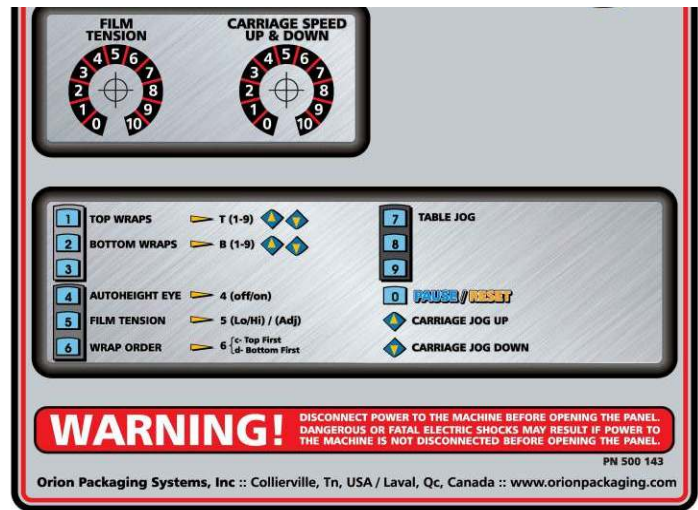 FILM
TENSION
0 1 2 3 4 5 6 7 8 9 10
CARRIAGE SPEED
UP & DOWN
0 1 2 3 4 5 6 7 8 9 10
1 TOP WRAPS T (1-9)
2 BOTTOM WRAPS B (1-9)
3
4 AUTOHEIGHT EYE 4 (off/on)
5 FILM TENSION 5 (Lo/Hi) / (Adj)
6 WRAP ORDER 6 { c- Top First
d- Bottom First
7 TABLE JOG
8
9
0 PAUSE / RESET
CARRIAGE JOG UP
CARRIAGE JOG DOWN
WARNING!
DISCONNECT POWER TO THE MACHINE BEFORE OPENING THE PANEL.
DANGEROUS OR FATAL ELECTRIC SHOCKS MAY RESULT IF POWER TO
THE MACHINE IS NOT DISCONNECTED BEFORE OPENING THE PANEL.
PN 500 143
Orion Packaging Systems, Inc :: Collierville, Tn, USA / Laval, Qc, Canada :: www.orionpackaging.com